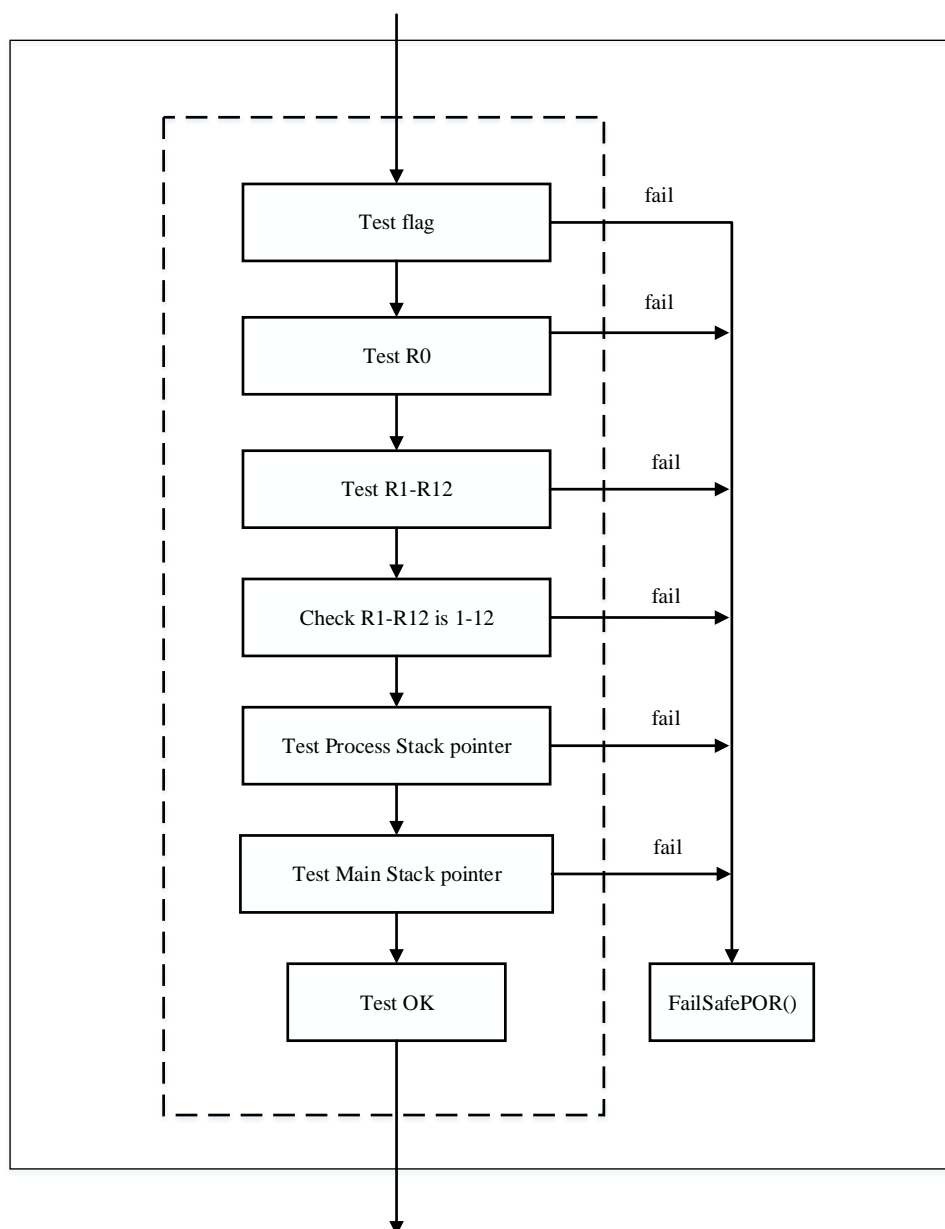 fail
Test flag
fail
Test R0
fail
Test R1-R12
fail
Check R1-R12 is 1-12
fail
Test Process Stack pointer
fail
Test Main Stack pointer
Test OK
FailSafePOR()